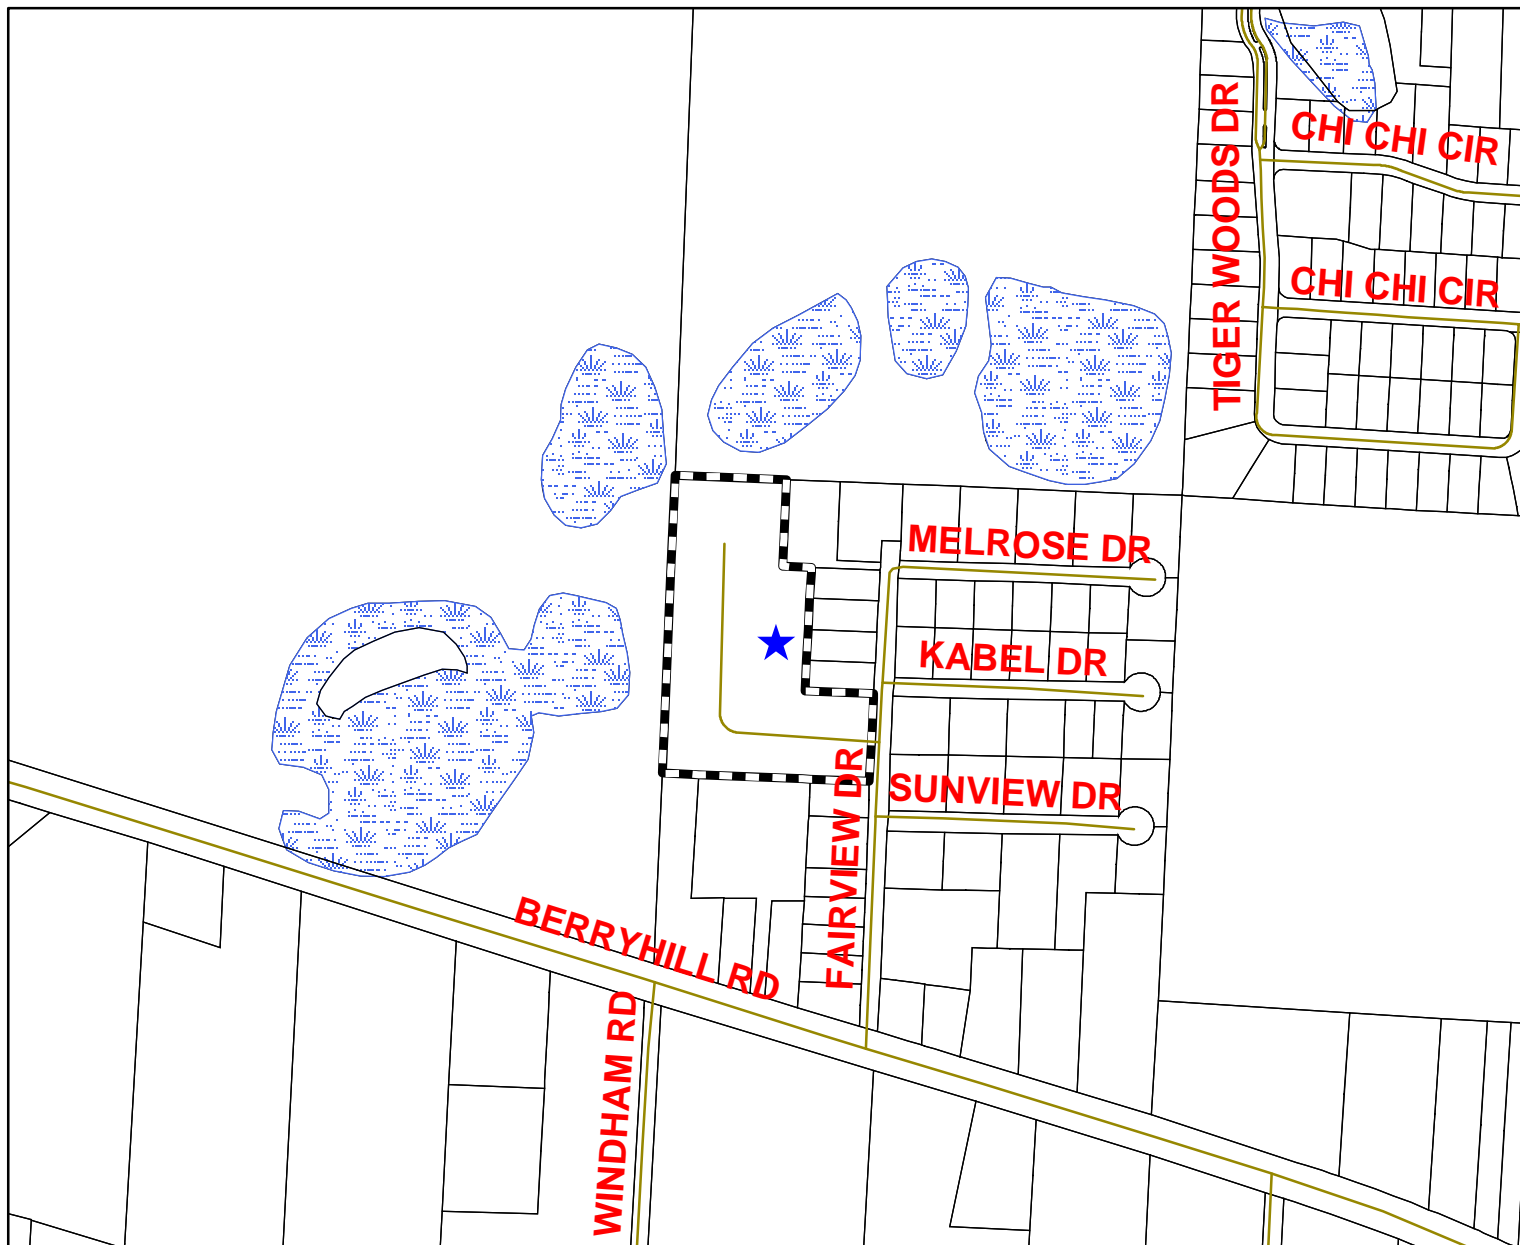 CHI CHI CIR
TIGER WOODS DR
CHI CHI CIR
MELROSE DR
KABEL DR
SUNVIEW DR
FAIRVIEW DR
BERRYHILL RD
WINDHAM RD